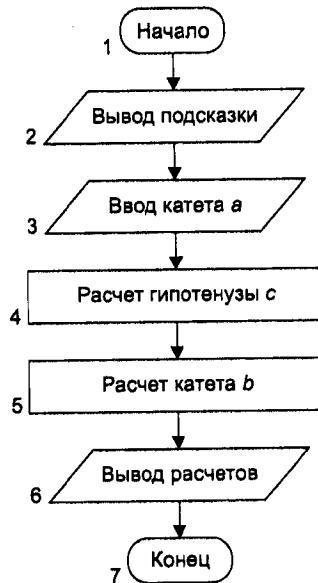 1 Начало
2 Вывод подсказки
3 Ввод катета a
4 Расчет гипотенузы c
5 Расчет катета b
6 Вывод расчетов
7 Конец